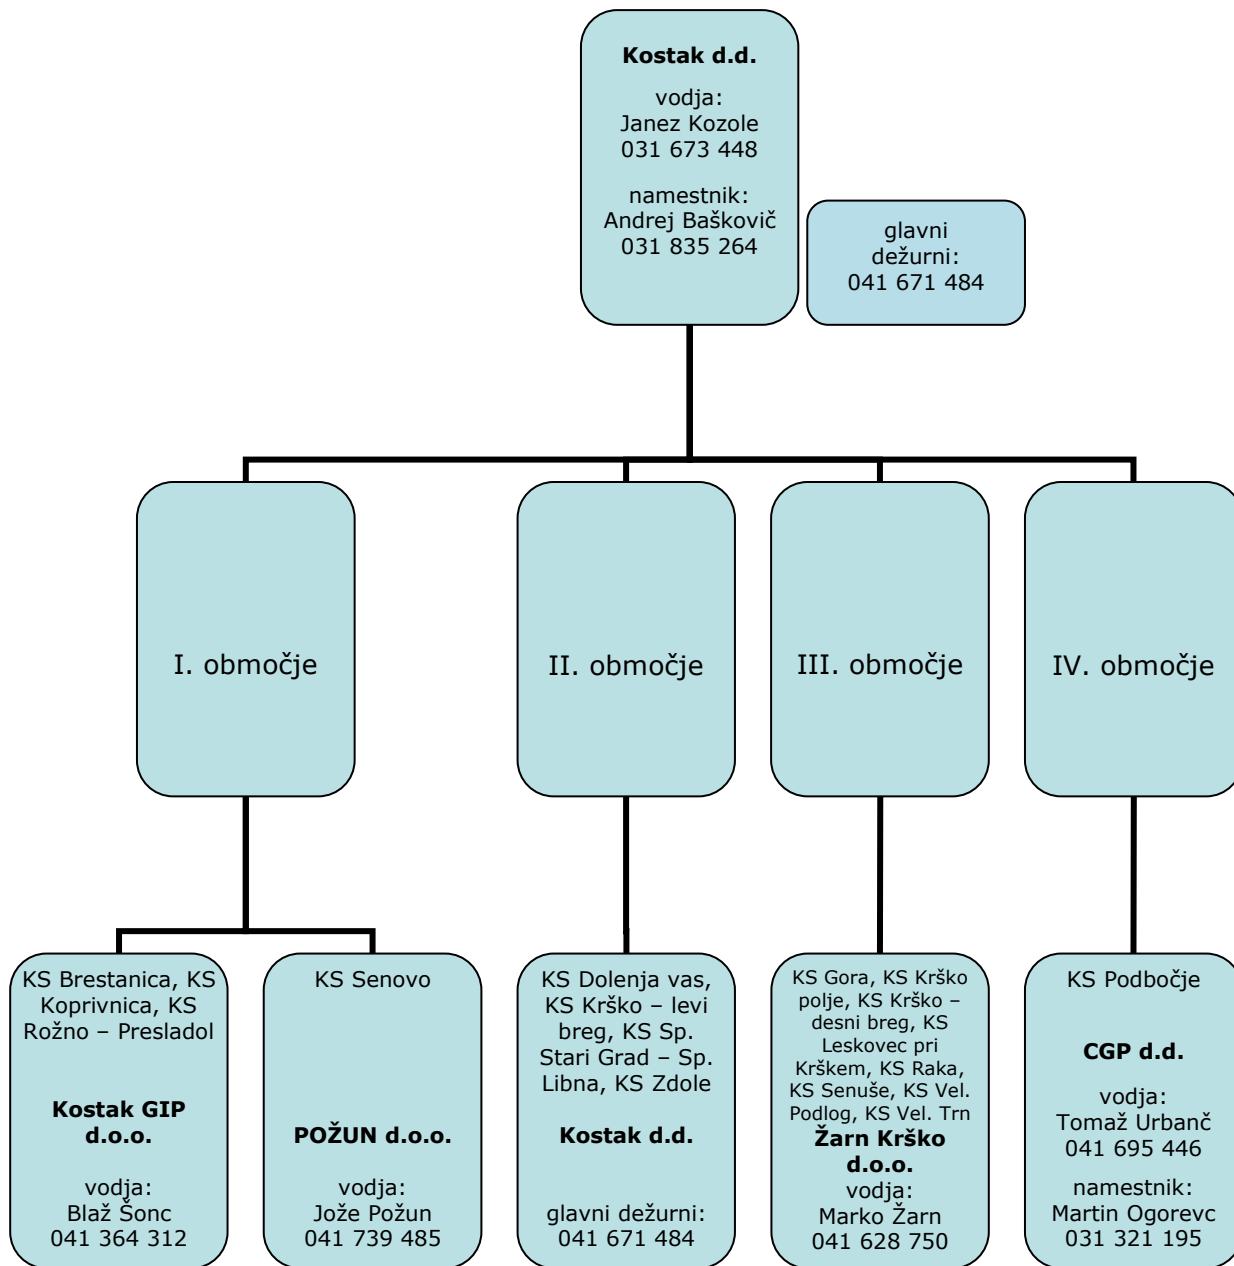 Kostak d.d.
vodja:
Janez Kozole
031 673 448
namestnik:
Andrej Baškovič
031 835 264
glavni
dežurni:
041 671 484
I. območje
II. območje
III. območje
IV. območje
KS Brestanica, KS
Koprivnica, KS
Rožno – Presladol
Kostak GIP
d.o.o.
vodja:
Blaž Šonc
041 364 312
KS Senovo
POŽUN d.o.o.
vodja:
Jože Požun
041 739 485
KS Dolenja vas,
KS Krško – levi
breg, KS Sp.
Stari Grad – Sp.
Libna, KS Zdole
Kostak d.d.
glavni dežurni:
041 671 484
KS Gora, KS Krško
polje, KS Krško –
desni breg, KS
Leskovec pri
Krškem, KS Raka,
KS Senuše, KS Vel.
Podlog, KS Vel. Trn
Žarn Krško
d.o.o.
vodja:
Marko Žarn
041 628 750
KS Podbočje
CGP d.d.
vodja:
Tomaž Urbanč
041 695 446
namestnik:
Martin Ogorevc
031 321 195